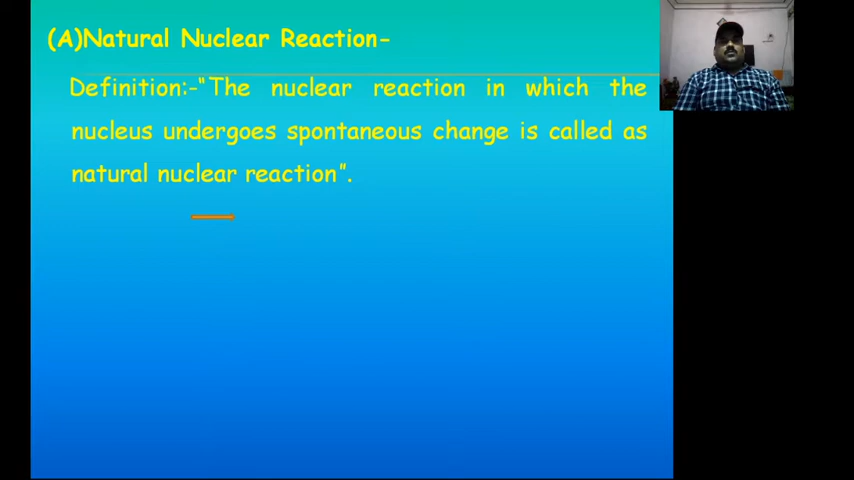 (A)Natural Nuclear Reaction-
Definition:-“The nuclear reaction in which the
nucleus undergoes spontaneous change is called as
natural nuclear reaction”.